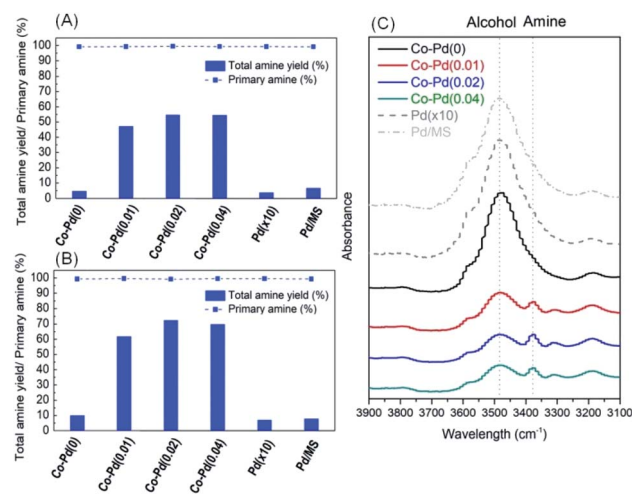 (A)
Total amine yield/ Primary amine (%)
100
90
80
70
60
50
40
30
20
10
0
Total amine yield (%)
Primary amine (%)
Co-Pd(0)
Co-Pd(0.01)
Co-Pd(0.02)
Co-Pd(0.04)
Pd(x10)
Pd/MS
(B)
Total amine yield/ Primary amine (%)
100
90
80
70
60
50
40
30
20
10
0
Total amine yield (%)
Primary amine (%)
Co-Pd(0)
Co-Pd(0.01)
Co-Pd(0.02)
Co-Pd(0.04)
Pd(x10)
Pd/MS
(C)
Alcohol Amine
Co-Pd(0)
Co-Pd(0.01)
Co-Pd(0.02)
Co-Pd(0.04)
Pd(x10)
Pd/MS
Absorbance
3900 3800 3700 3600 3500 3400 3300 3200 3100
Wavelength (cm-1)